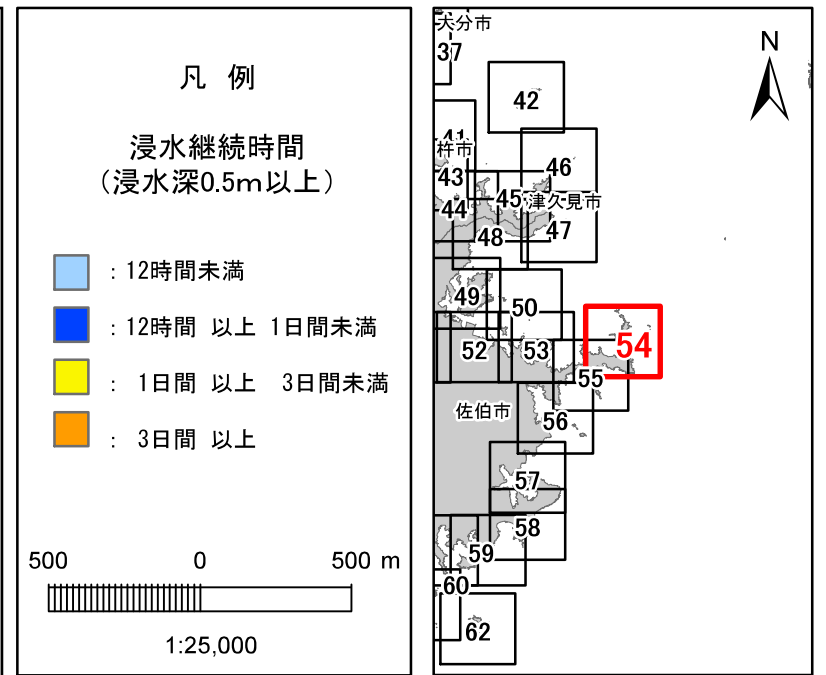 凡 例
浸水継続時間
（浸水深0.5m以上）
：12時間未満
：12時間 以上 1日間未満
： 1日間 以上 3日間未満
： 3日間 以上
500 0 500 m
1:25,000
大分市
37
N
42
41
杵市
46
43
45
津久見市
44
47
48
49
50
54
52
53
55
佐伯市
56
57
58
59
60
62